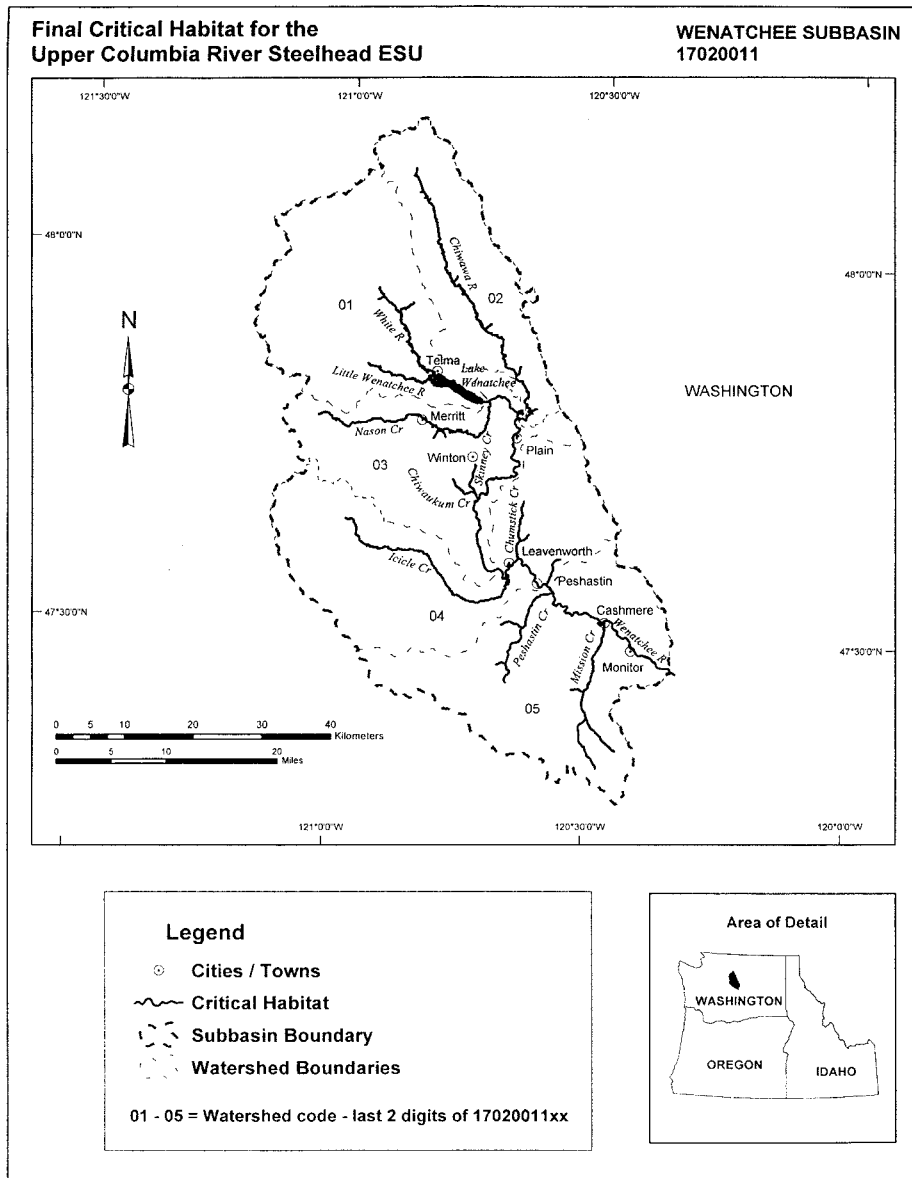 Final Critical Habitat for the
Upper Columbia River Steelhead ESU
WENATCHEE SUBBASIN
17020011
121°30'0"W
121°0'0"W
120°30'0"W
48°0'0"N
48°0'0"N
N
01
02
Chiwawa R
White R
Telma
Lake
Wenatchee
Little Wenatchee R
WASHINGTON
Merritt
Nason Cr
Plain
Winton
Skinney Cr
03
Chiwaukum Cr
Chumstick Cr
Leavenworth
Icicle Cr
Peshastin
47°30'0"N
04
Cashmere
Wenatchee R
Peshastin Cr
Mission Cr
Monitor
47°30'0"N
05
0 5 10 20 30 40
Kilometers
0 5 10 20
Miles
121°0'0"W
120°30'0"W
120°0'0"W
Legend
Cities / Towns
Critical Habitat
Subbasin Boundary
Watershed Boundaries
01 - 05 = Watershed code - last 2 digits of 17020011xx
Area of Detail
WASHINGTON
OREGON
IDAHO